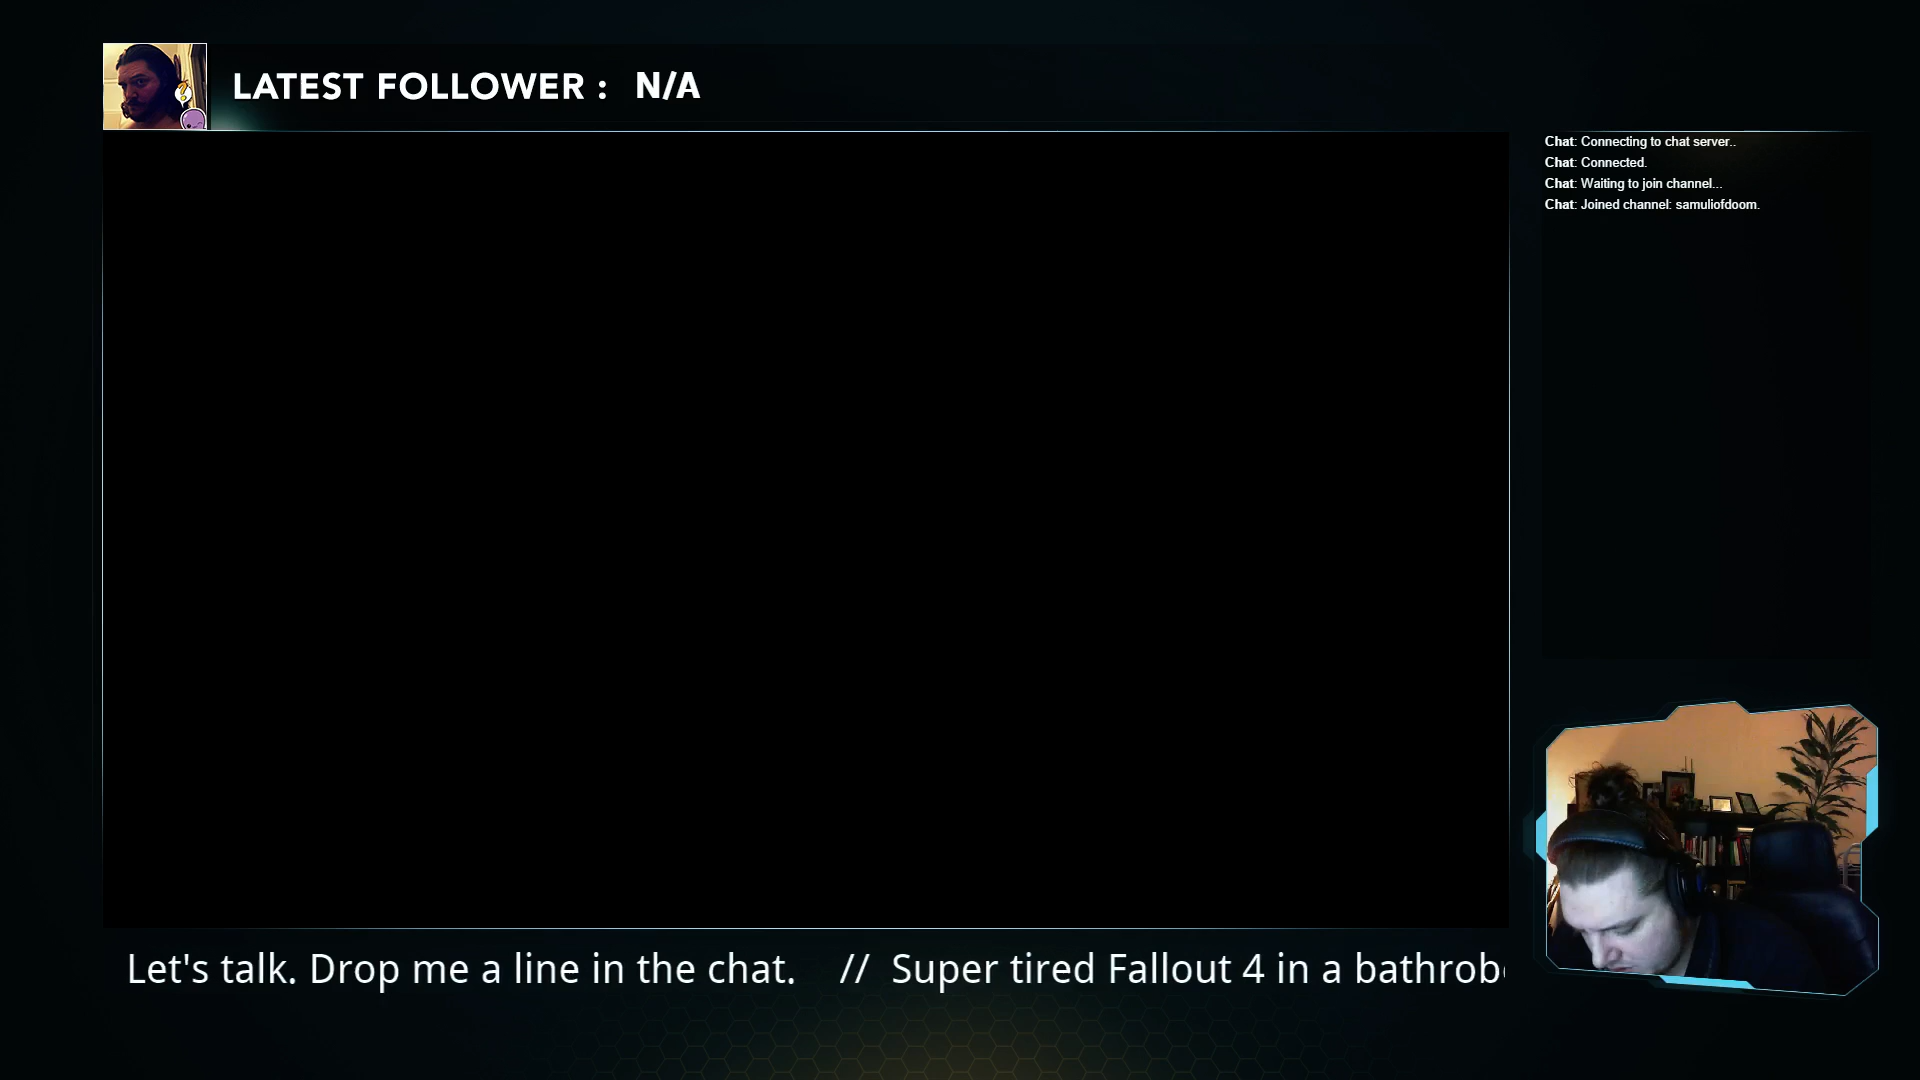 LATEST FOLLOWER : N/A
Chat: Connecting to chat server..
Chat: Connected.
Chat: Waiting to join channel...
Chat: Joined channel: samuliofdoom.
Let's talk. Drop me a line in the chat. // Super tired Fallout 4 in a bathrob